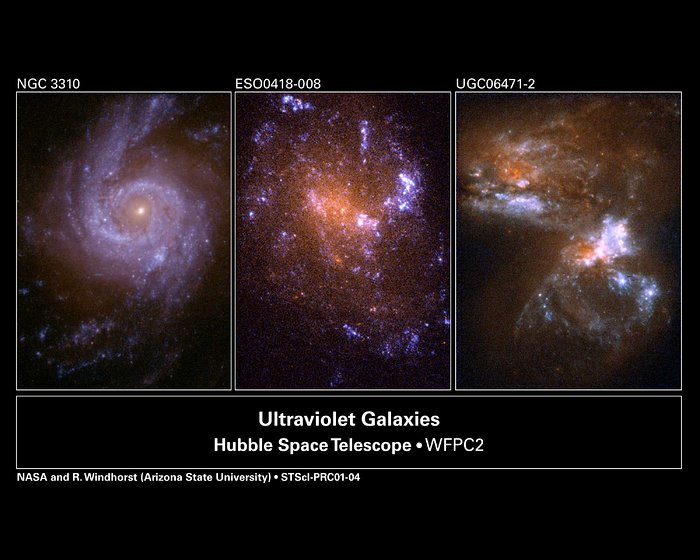 NGC 3310
ESO0418-008
UGC06471-2
Ultraviolet Galaxies
Hubble Space Telescope • WFPC2
NASA and R. Windhorst (Arizona State University) • STScI-PRC01-04